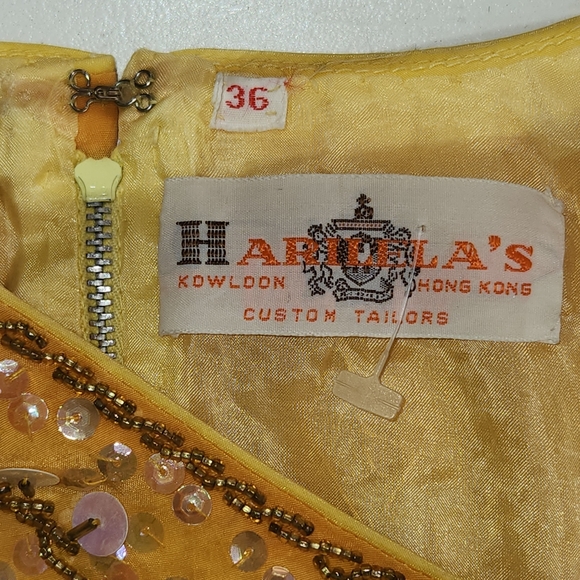 36
HARILELA'S
KOWLOON HONG KONG
CUSTOM TAILORS